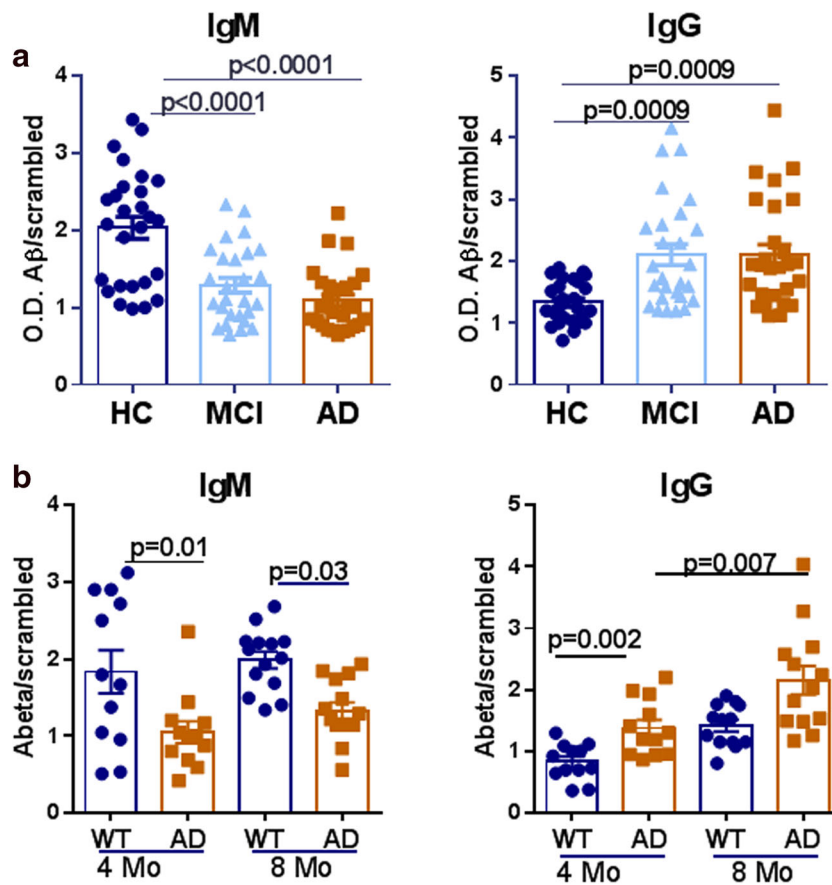 a
IgM
O.D. Aβ/scrambled
4
3
2
1
0
p<0.0001
p<0.0001
HC MCI AD
IgG
O.D. Aβ/scrambled
5
4
3
2
1
0
p=0.0009
p=0.0009
HC MCI AD
b
IgM
Abeta/scrambled
4
3
2
1
0
p=0.01
p=0.03
WT AD WT AD
4 Mo 8 Mo
IgG
Abeta/scrambled
5
4
3
2
1
0
p=0.007
p=0.002
WT AD WT AD
4 Mo 8 Mo